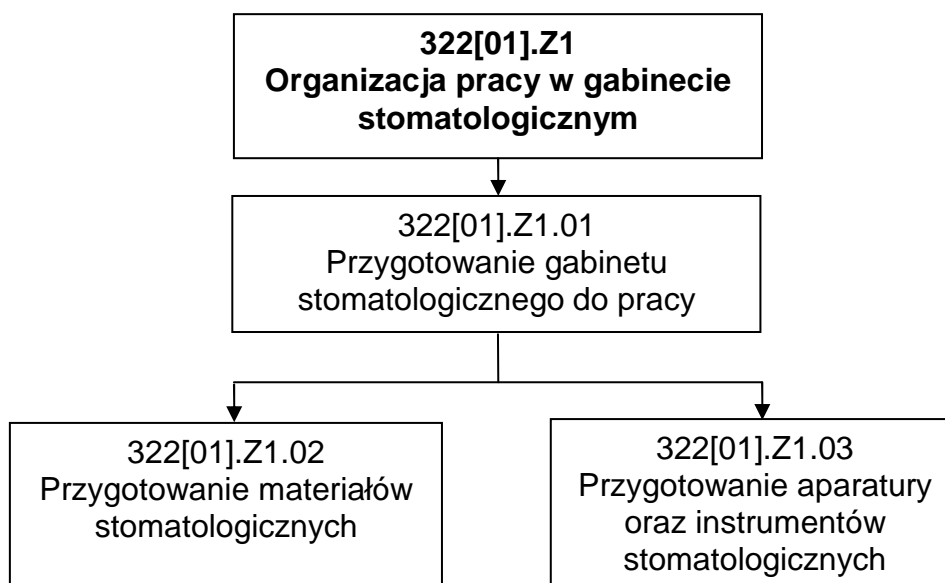 322[01].Z1
Organizacja pracy w gabinecie
stomatologicznym
322[01].Z1.01
Przygotowanie gabinetu
stomatologicznego do pracy
322[01].Z1.02
Przygotowanie materiałów
stomatologicznych
322[01].Z1.03
Przygotowanie aparatury
oraz instrumentów
stomatologicznych